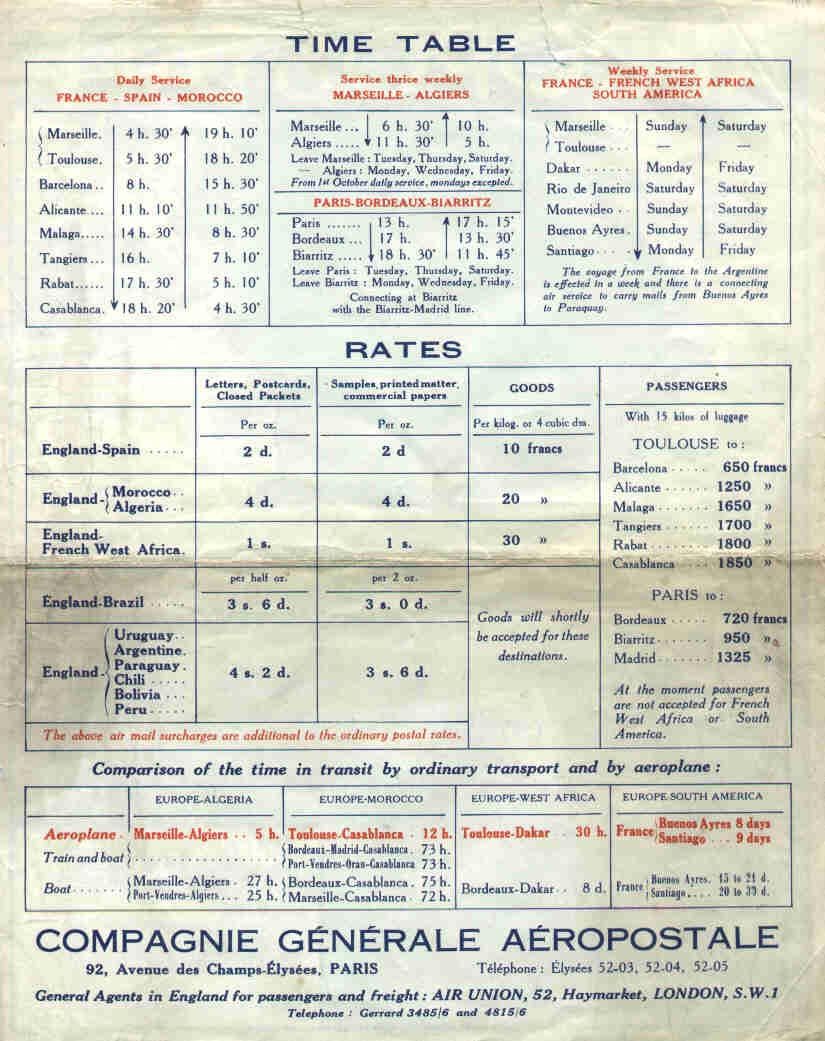 TIME TABLE
Daily Service
FRANCE - SPAIN - MOROCCO
Marseille. 4 h. 30' 19 h. 10'
Toulouse. 5 h. 30' 18 h. 20'
Barcelona .. 8 h. 15 h. 30'
Alicante ... 11 h. 10' 11 h. 50'
Malaga..... 14 h. 30' 8 h. 30'
Tangiers ... 16 h. 7 h. 10'
Rabat...... 17 h. 30' 5 h. 10'
Casablanca. 18 h. 20' 4 h. 30'
Service thrice weekly
MARSEILLE - ALGIERS
Marseille ... 6 h. 30' 10 h.
Algiers ..... 11 h. 30' 5 h.
Leave Marseille : Tuesday, Thursday, Saturday.
— Algiers : Monday, Wednesday, Friday.
From 1st October daily service, mondays excepted.
PARIS-BORDEAUX-BIARRITZ
Paris ....... 13 h. 17 h. 15'
Bordeaux ... 17 h. 13 h. 30'
Biarritz ..... 18 h. 30' 11 h. 45'
Leave Paris : Tuesday, Thursday, Saturday.
Leave Biarritz : Monday, Wednesday, Friday.
Connecting at Biarritz
with the Biarritz-Madrid line.
Weekly Service
FRANCE - FRENCH WEST AFRICA
SOUTH AMERICA
Marseille ... Sunday Saturday
Toulouse ... — —
Dakar ...... Monday Friday
Rio de Janeiro Saturday Saturday
Montevideo .. Sunday Saturday
Buenos Ayres. Sunday Saturday
Santiago .... Monday Friday
The voyage from France to the Argentine
is effected in a week and there is a connecting
air service to carry mails from Buenos Ayres
to Paraquay.
RATES
Letters, Postcards, Closed Packets
Samples, printed matter, commercial papers
GOODS
PASSENGERS
Per oz. Per oz. Per kilog. or 4 cubic dm.
With 15 kilos of luggage
England-Spain ..... 2 d. 2 d 10 francs
England- Morocco .. Algeria ... 4 d. 4 d. 20 »
England-
French West Africa. 1 s. 1 s. 30 »
per half oz. per 2 oz.
England-Brazil ..... 3 s. 6 d. 3 s. 0 d.
England- Uruguay .. Argentine. Paraguay. Chili ..... Bolivia ... Peru ..... 4 s. 2 d. 3 s. 6 d.
Goods will shortly
be accepted for these
destinations.
The above air mail surcharges are additional to the ordinary postal rates.
TOULOUSE to :
Barcelona ..... 650 francs
Alicante ...... 1250 »
Malaga ....... 1650 »
Tangiers ...... 1700 »
Rabat ........ 1800 »
Casablanca .... 1850 »
PARIS to :
Bordeaux ..... 720 francs
Biarritz....... 950 »
Madrid ....... 1325 »
At the moment passengers
are not accepted for French
West Africa or South
America.
Comparison of the time in transit by ordinary transport and by aeroplane :
EUROPE-ALGERIA EUROPE-MOROCCO EUROPE-WEST AFRICA EUROPE-SOUTH AMERICA
Aeroplane . Marseille-Algiers .. 5 h. Toulouse-Casablanca . 12 h. Toulouse-Dakar . 30 h. France Buenos Ayres 8 days Santiago ... 9 days
Train and boat ................. Bordeaux-Madrid-Casablanca . 73 h. Port-Vendres-Oran-Casablanca 73 h.
Boat ....... Marseille-Algiers . 27 h. Port-Vendres-Algiers ... 25 h. Bordeaux-Casablanca . 75 h. Marseille-Casablanca . 72 h. Bordeaux-Dakar .. 8 d. France Buenos Ayres. 15 to 21 d. Santiago .... 20 to d.
COMPAGNIE GÉNÉRALE AÉROPOSTALE
92, Avenue des Champs-Élysées, PARIS Téléphone : Élysées 52-03, 52-04, 52-05
General Agents in England for passengers and freight : AIR UNION, 52, Haymarket, LONDON, S.W.1
Telephone : Gerrard 3485/6 and 4815/6